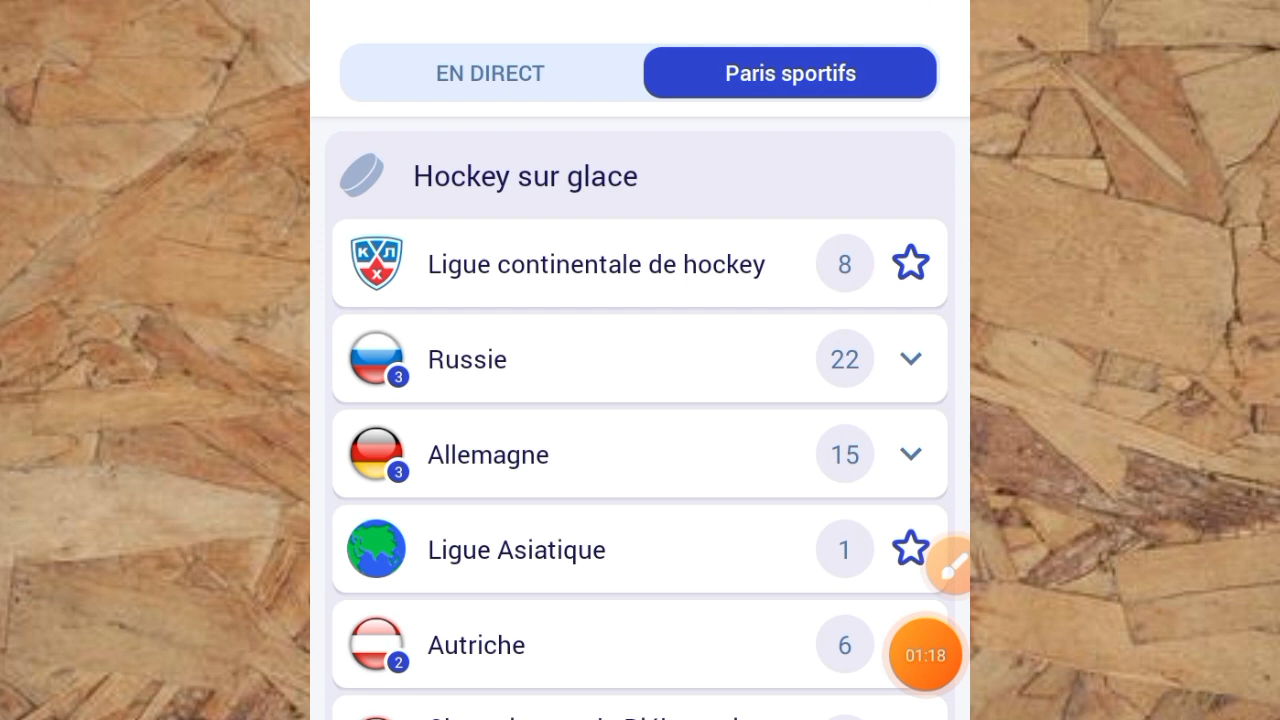 EN DIRECT
Paris sportifs
Hockey sur glace
КХЛ
Ligue continentale de hockey
8
3
Russie
22
3
Allemagne
15
Ligue Asiatique
1
2
Autriche
6
01:18